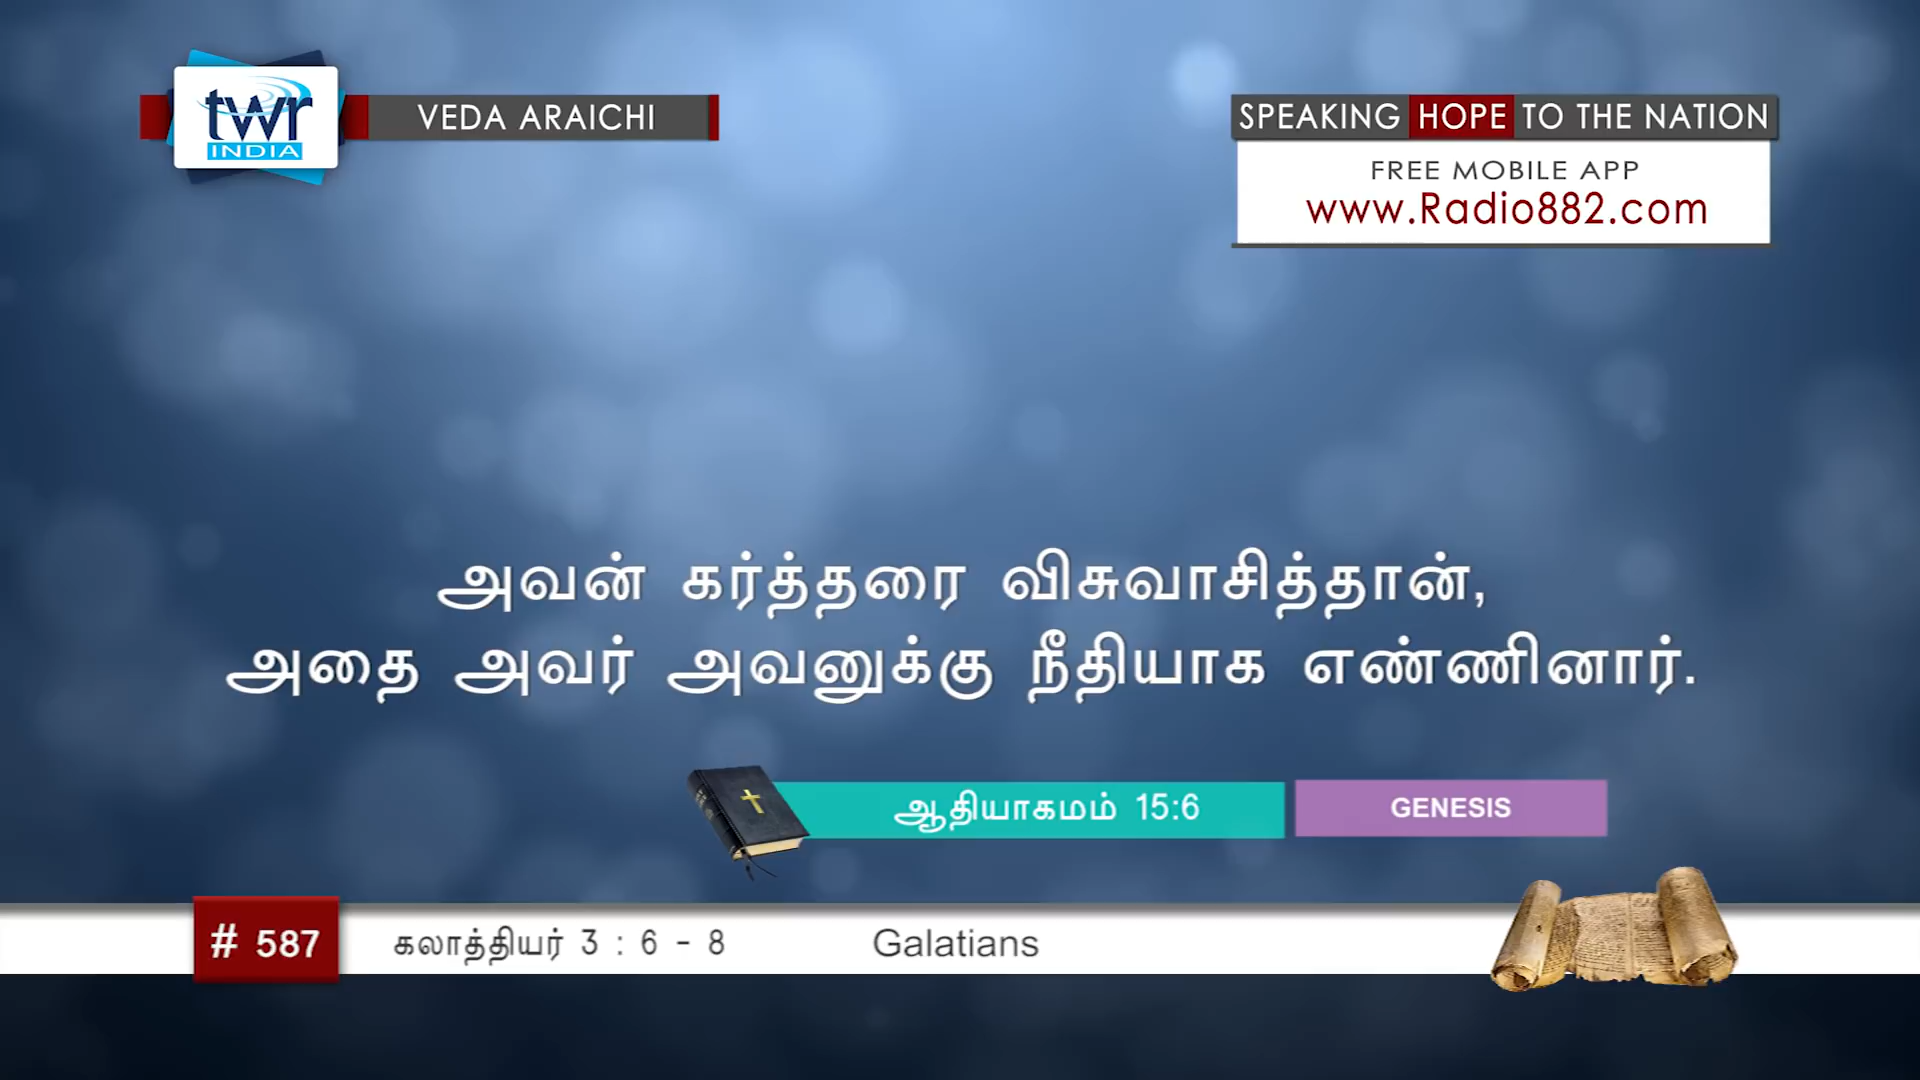 twr
INDIA
VEDA ARAICHI
SPEAKING HOPE TO THE NATION
FREE MOBILE APP
www.Radio882.com
அவன் கர்த்தரை விசுவாசித்தான்,
அதை அவர் அவனுக்கு நீதியாக எண்ணினார்.
ஆதியாகமம் 15:6
GENESIS
# 587
கலாத்தியர் 3 : 6 - 8
Galatians